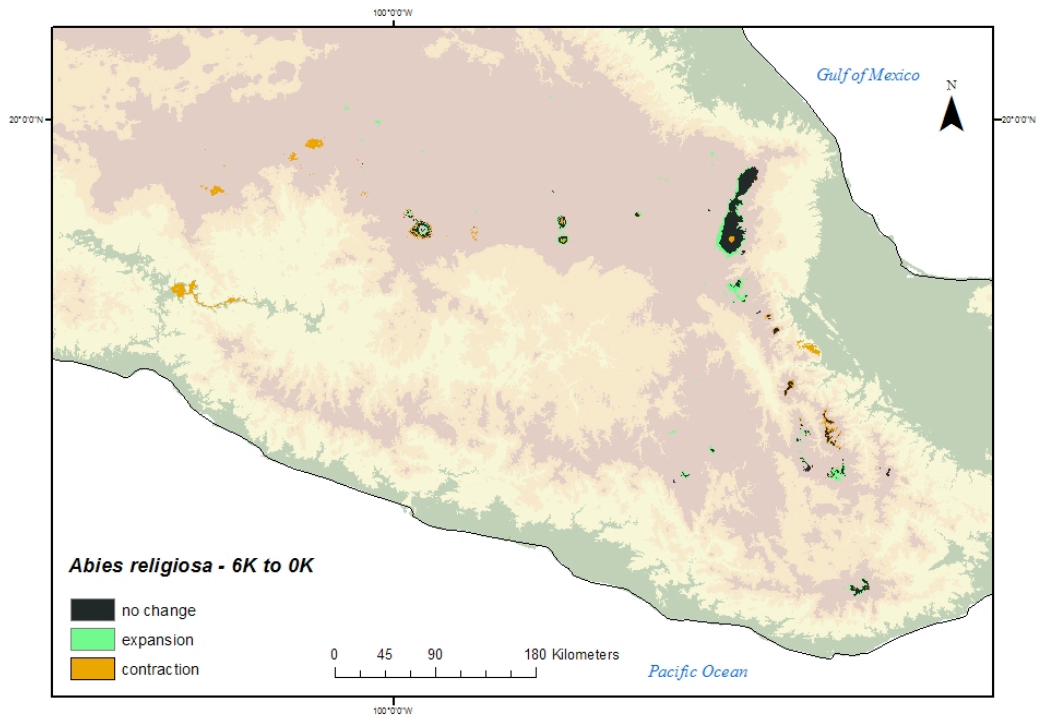 100°0'0"W
Gulf of Mexico
N
20°0'0"N
20°0'0"N
Abies religiosa - 6K to 0K
no change
expansion
contraction
0 45 90 180 Kilometers
Pacific Ocean
100°0'0"W